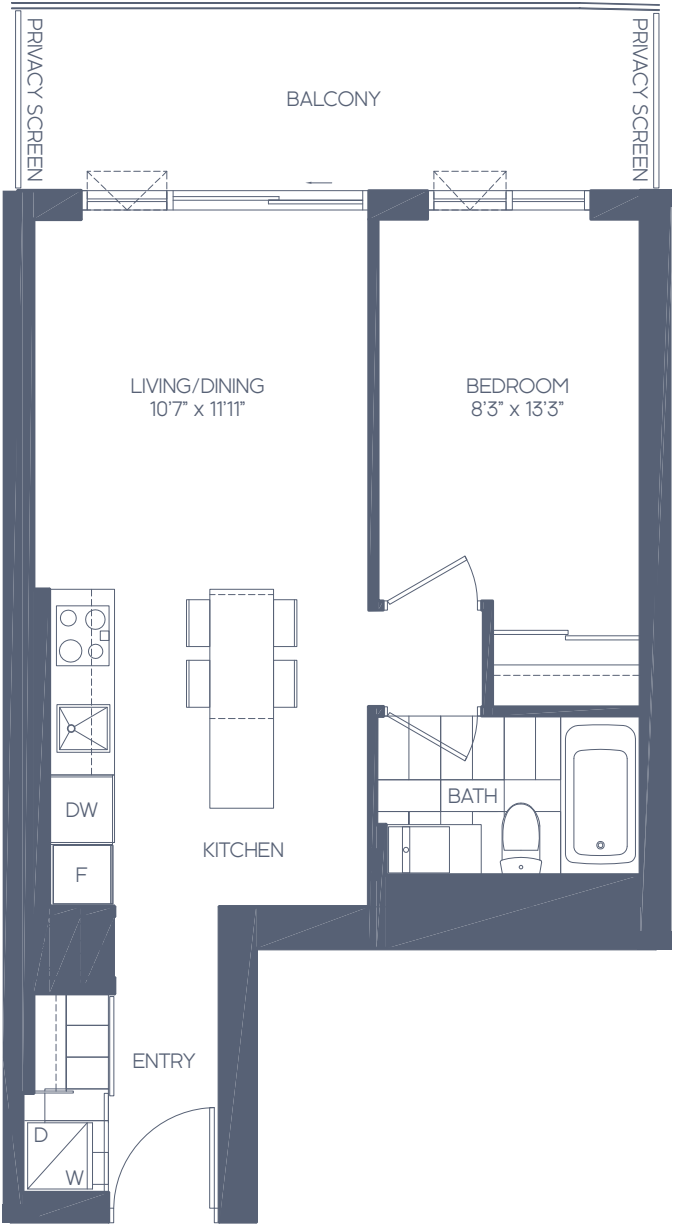 PRIVACY SCREEN
BALCONY
PRIVACY SCREEN
LIVING/DINING
10'7" x 11'11"
BEDROOM
8'3" x 13'3"
DW
BATH
F
KITCHEN
ENTRY
D
W